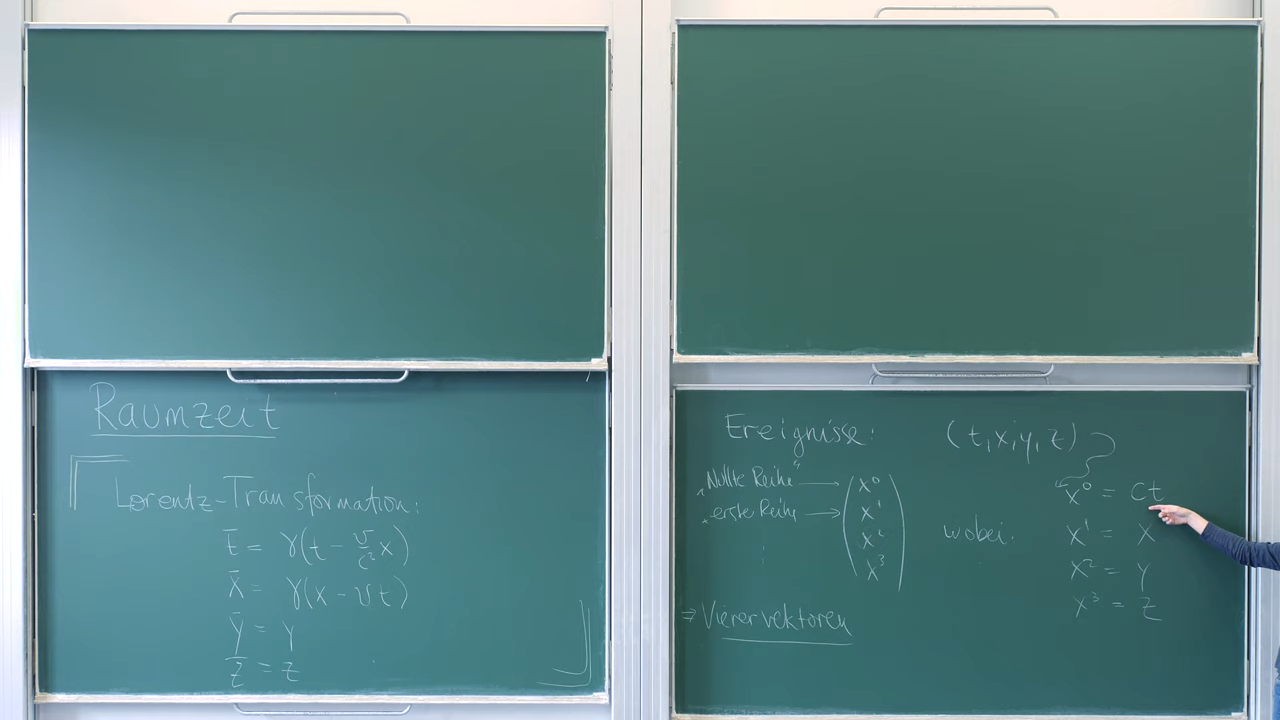 Raumzeit
Lorentz-Transformation:
t̄ = γ(t - v/c² x)
x̄ = γ(x - vt)
ȳ = y
z̄ = z
Ereignisse: (t, x, y, z)
"Nullte Reihe" → x⁰
"erste Reihe → x¹
⋮ x²
x³
wobei:
x⁰ = ct
x¹ = x
x² = y
x³ = z
⇒ Vierervektoren